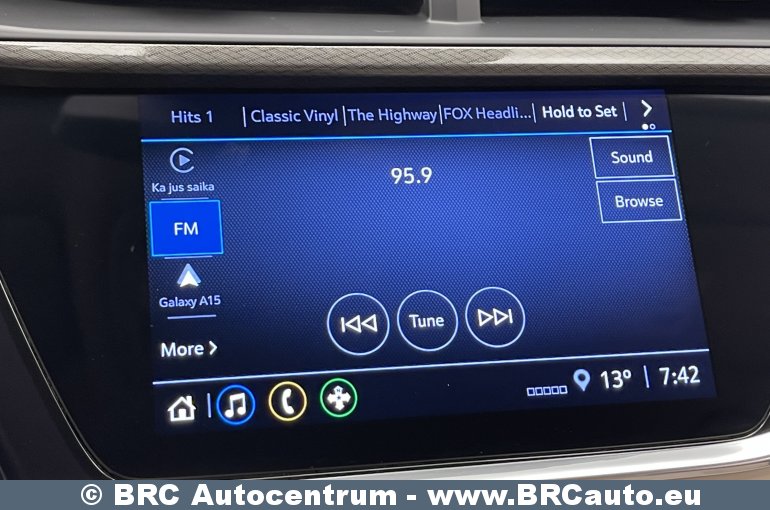 Hits 1 | Classic Vinyl | The Highway | FOX Headli... | Hold to Set |
Ka jus saika
95.9
Sound
FM
Browse
Galaxy A15
Tune
More
13° | 7:42
© BRC Autocentrum - www.BRCauto.eu